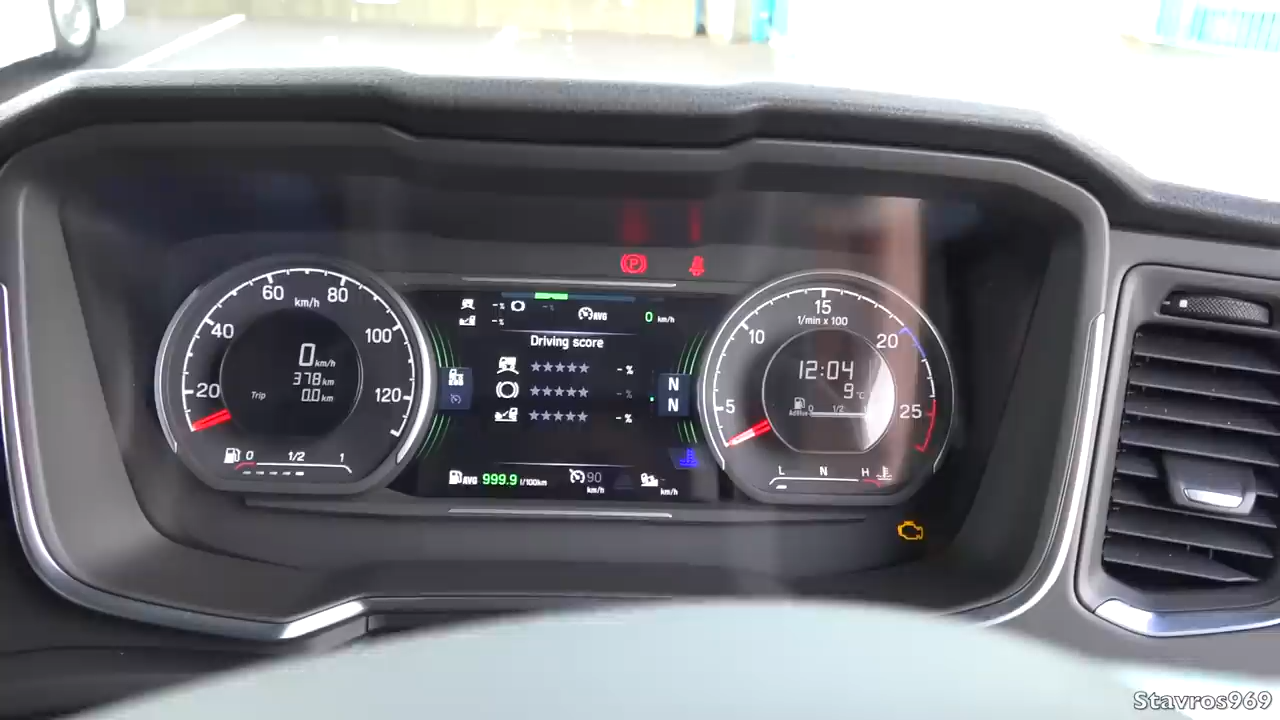 60 km/h 80
40 100
20 120
0 km/h
378 km
Trip 0.0 km
0 1/2 1
P
- % - %
- %
AVG
0 km/h
Driving score
- %
- %
- %
AVG 999.9 l/100km
90
km/h
- km/h
N
N
15
1/min x 100
10 20
5 25
12:04
9 °C
AdBlue 0 1/2
L N H
Stavros969